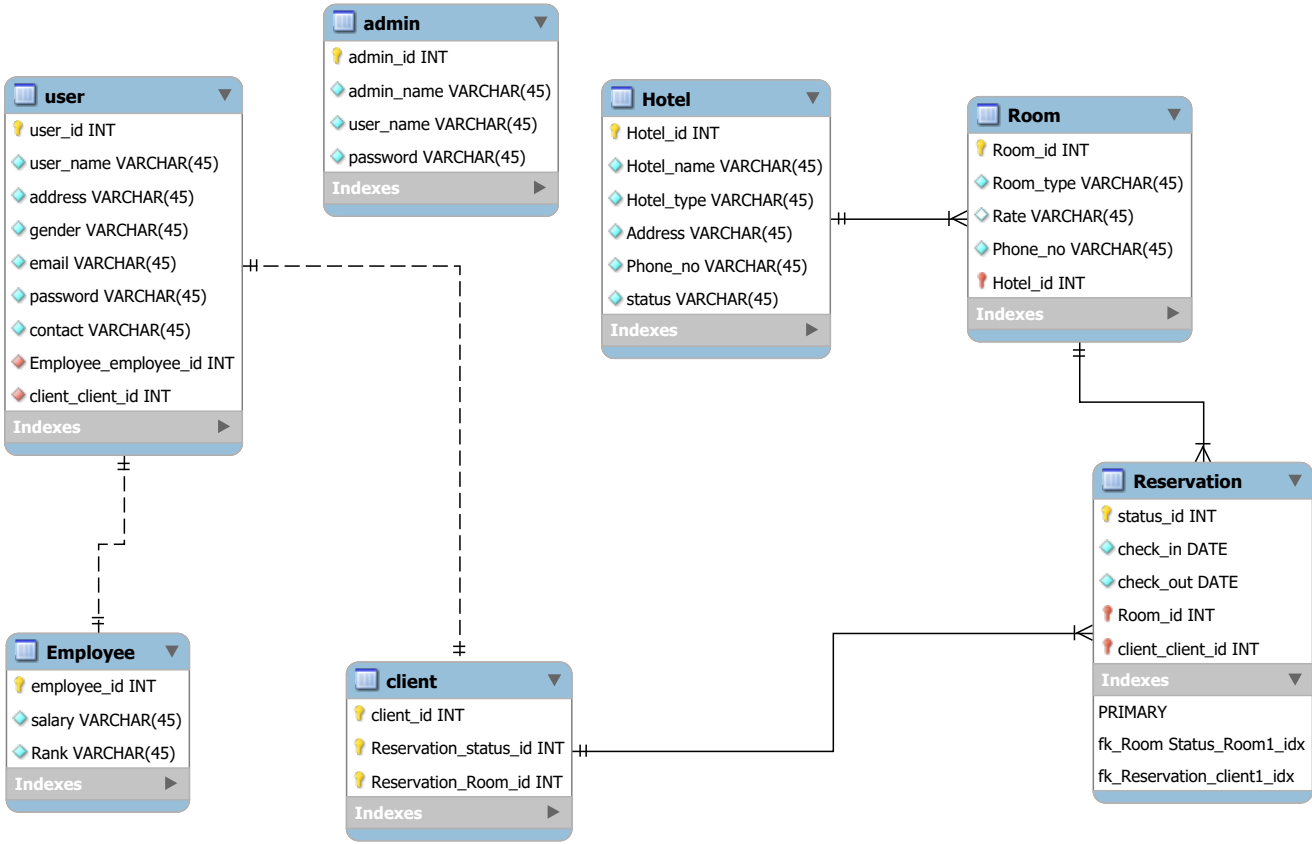 admin
admin_id INT
admin_name VARCHAR(45)
user_name VARCHAR(45)
password VARCHAR(45)
Indexes
user
user_id INT
user_name VARCHAR(45)
address VARCHAR(45)
gender VARCHAR(45)
email VARCHAR(45)
password VARCHAR(45)
contact VARCHAR(45)
Employee_employee_id INT
client_client_id INT
Indexes
Hotel
Hotel_id INT
Hotel_name VARCHAR(45)
Hotel_type VARCHAR(45)
Address VARCHAR(45)
Phone_no VARCHAR(45)
status VARCHAR(45)
Indexes
Room
Room_id INT
Room_type VARCHAR(45)
Rate VARCHAR(45)
Phone_no VARCHAR(45)
Hotel_id INT
Indexes
Reservation
status_id INT
check_in DATE
check_out DATE
Room_id INT
client_client_id INT
Indexes
PRIMARY
fk_Room Status_Room1_idx
fk_Reservation_client1_idx
Employee
employee_id INT
salary VARCHAR(45)
Rank VARCHAR(45)
Indexes
client
client_id INT
Reservation_status_id INT
Reservation_Room_id INT
Indexes